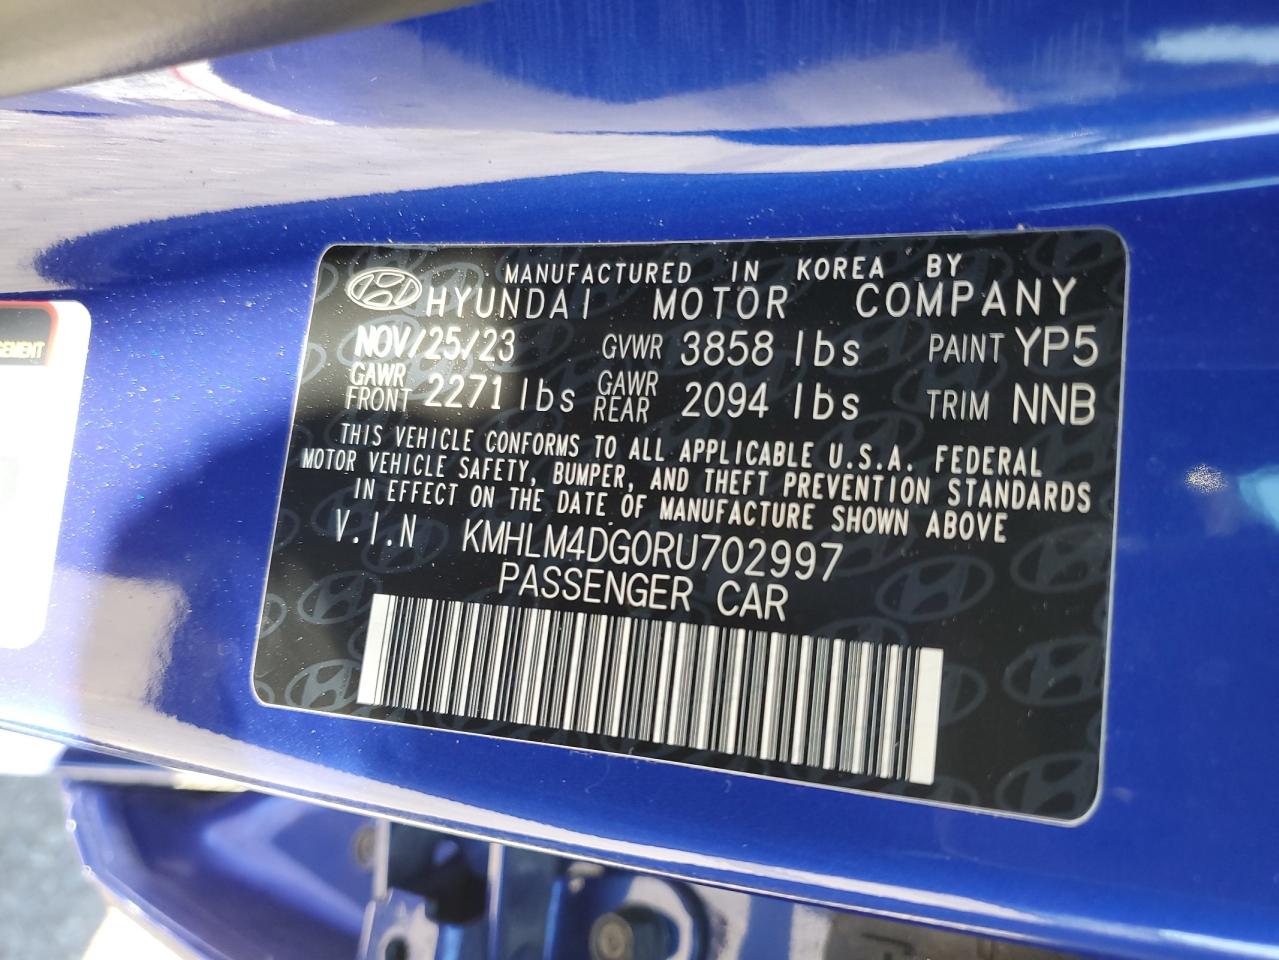 GEMENT
MANUFACTURED IN KOREA BY
HYUNDAI MOTOR COMPANY
NOV/25/23 GVWR 3858 lbs PAINT YP5
GAWR FRONT 2271 lbs GAWR REAR 2094 lbs TRIM NNB
THIS VEHICLE CONFORMS TO ALL APPLICABLE U.S.A. FEDERAL
MOTOR VEHICLE SAFETY, BUMPER, AND THEFT PREVENTION STANDARDS
IN EFFECT ON THE DATE OF MANUFACTURE SHOWN ABOVE
V.I.N KMHLM4DG0RU702997
PASSENGER CAR